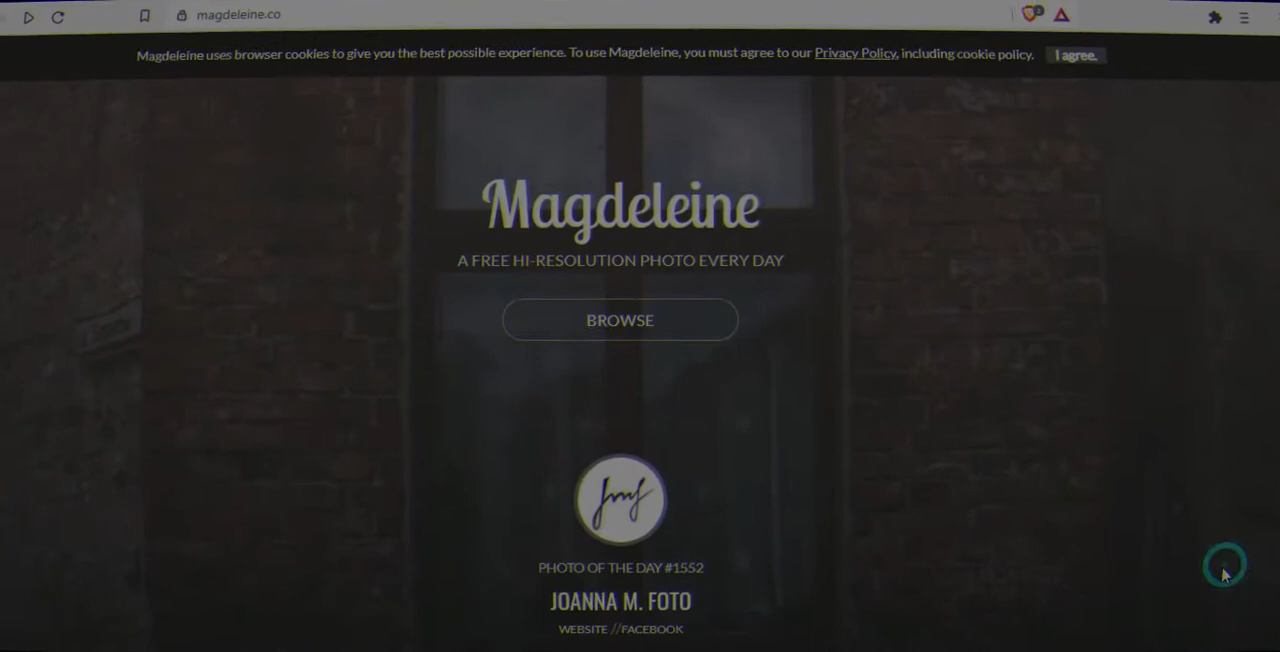 magdeleine.co
2
Magdeleine uses browser cookies to give you the best possible experience. To use Magdeleine, you must agree to our Privacy Policy, including cookie policy. I agree.
Magdeleine
A FREE HI-RESOLUTION PHOTO EVERY DAY
BROWSE
jmf
PHOTO OF THE DAY #1552
JOANNA M. FOTO
WEBSITE //FACEBOOK